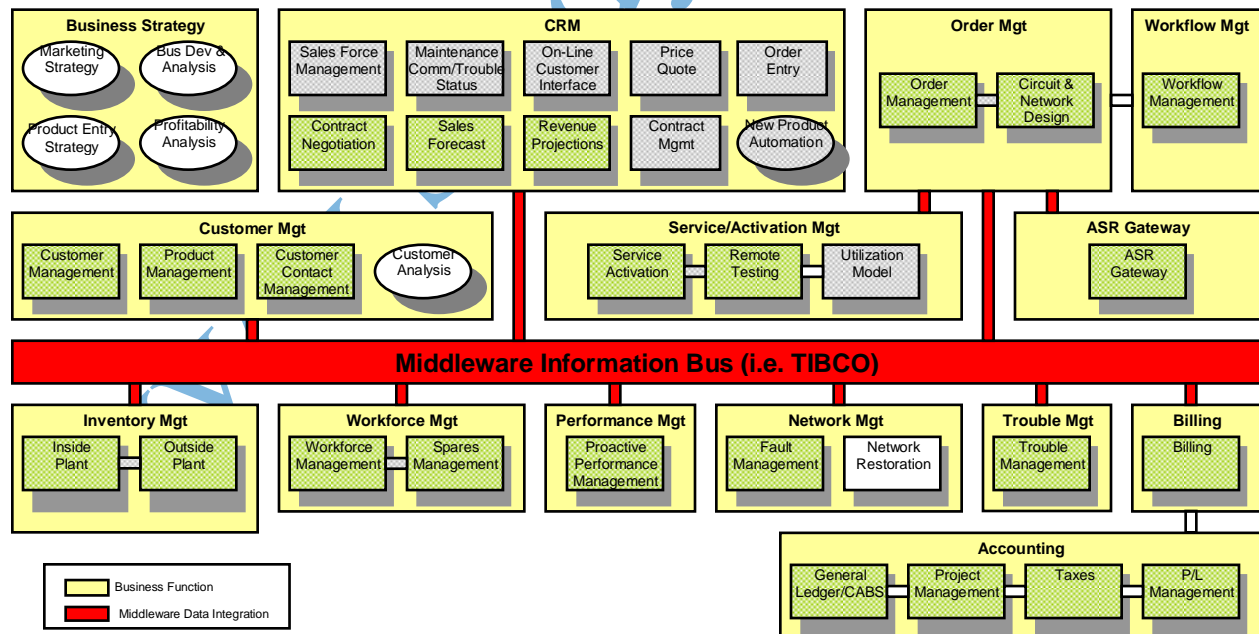 Business Strategy
Marketing
Strategy
Bus Dev &
Analysis
Product Entry
Strategy
Profitability
Analysis
CRM
Sales Force
Management
Maintenance
Comm/Trouble
Status
On-Line
Customer
Interface
Price
Quote
Order
Entry
Contract
Negotiation
Sales
Forecast
Revenue
Projections
Contract
Mgmt
New Product
Automation
Order Mgt
Order
Management
Circuit &
Network
Design
Workflow Mgt
Workflow
Management
Customer Mgt
Customer
Management
Product
Management
Customer
Contact
Management
Customer
Analysis
Service/Activation Mgt
Service
Activation
Remote
Testing
Utilization
Model
ASR Gateway
ASR
Gateway
Middleware Information Bus (i.e. TIBCO)
Inventory Mgt
Inside
Plant
Outside
Plant
Workforce Mgt
Workforce
Management
Spares
Management
Performance Mgt
Proactive
Performance
Management
Network Mgt
Fault
Management
Network
Restoration
Trouble Mgt
Trouble
Management
Billing
Billing
Accounting
General
Ledger/CABS
Project
Management
Taxes
P/L
Management
Business Function
Middleware Data Integration